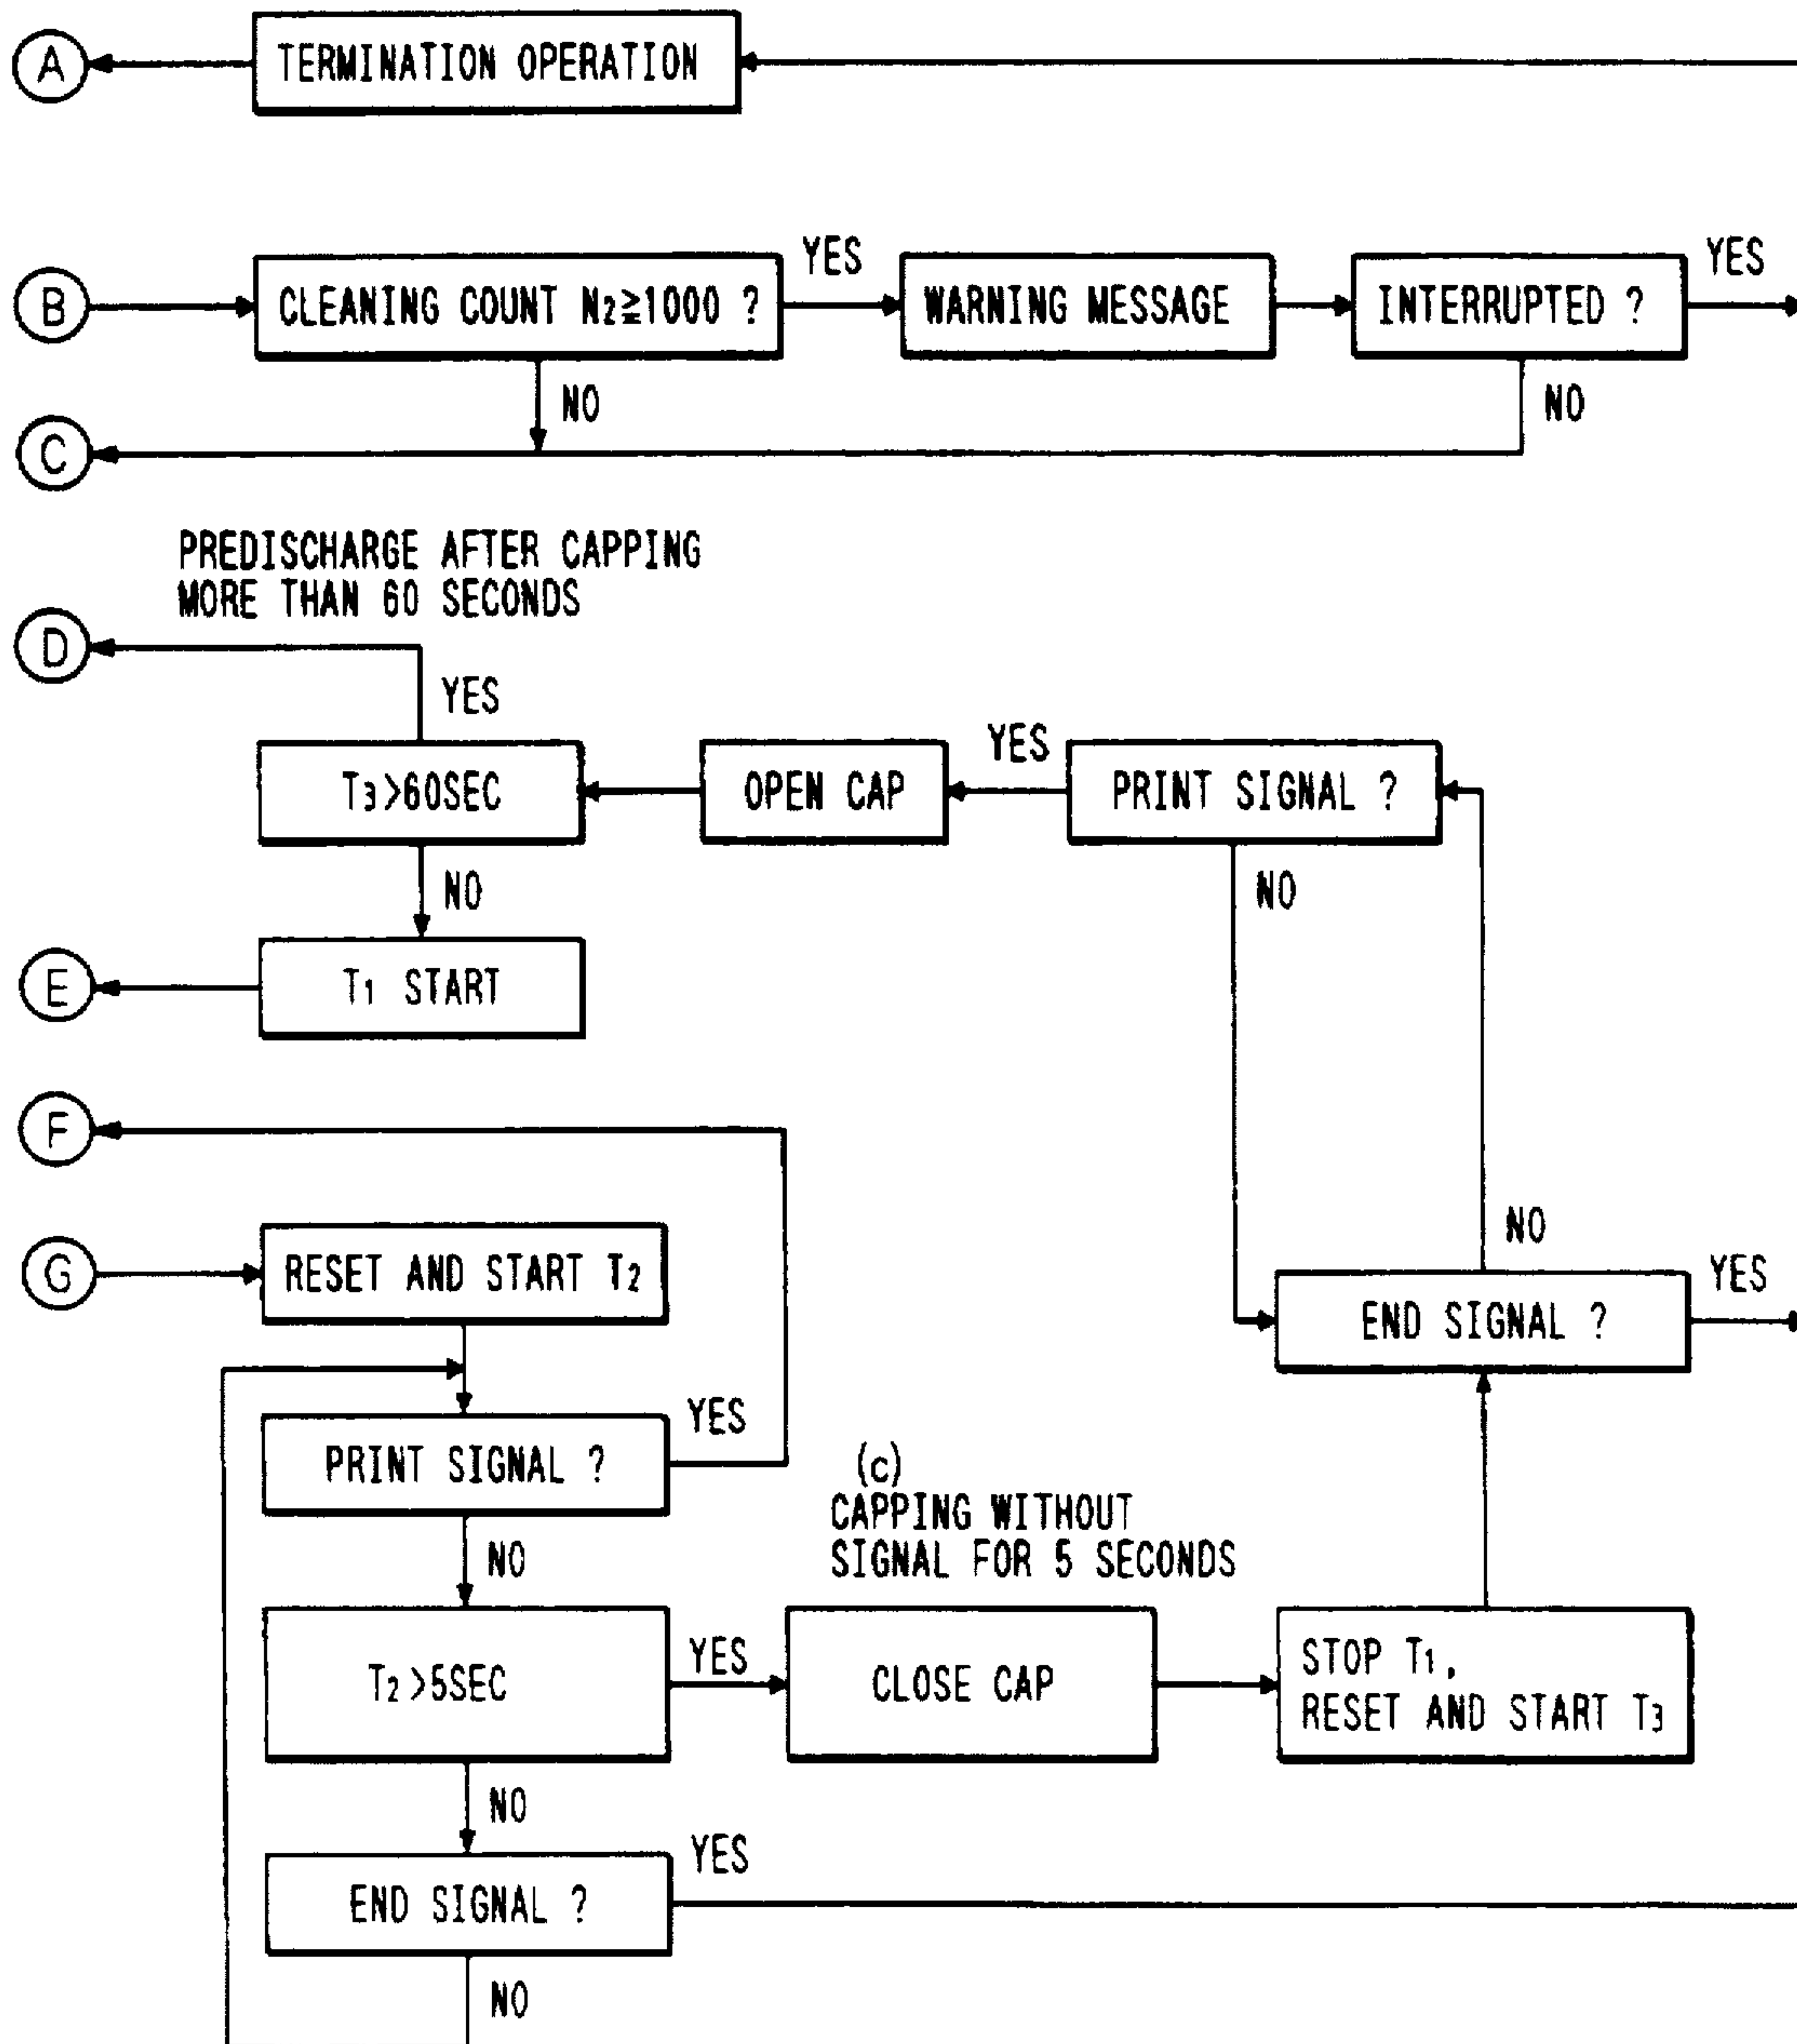 A
TERMINATION OPERATION
B
CLEANING COUNT N2≧1000 ?
YES
WARNING MESSAGE
INTERRUPTED ?
YES
NO
NO
C
PREDISCHARGE AFTER CAPPING
MORE THAN 60 SECONDS
D
YES
T3>60SEC
OPEN CAP
YES
PRINT SIGNAL ?
NO
NO
E
T1 START
F
G
RESET AND START T2
NO
YES
END SIGNAL ?
PRINT SIGNAL ?
YES
NO
(c)
CAPPING WITHOUT
SIGNAL FOR 5 SECONDS
T2>5SEC
YES
CLOSE CAP
STOP T1,
RESET AND START T3
NO
END SIGNAL ?
YES
NO